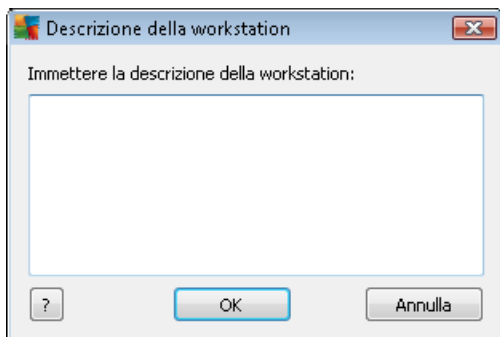 Descrizione della workstation
Immettere la descrizione della workstation:
?
OK
Annulla